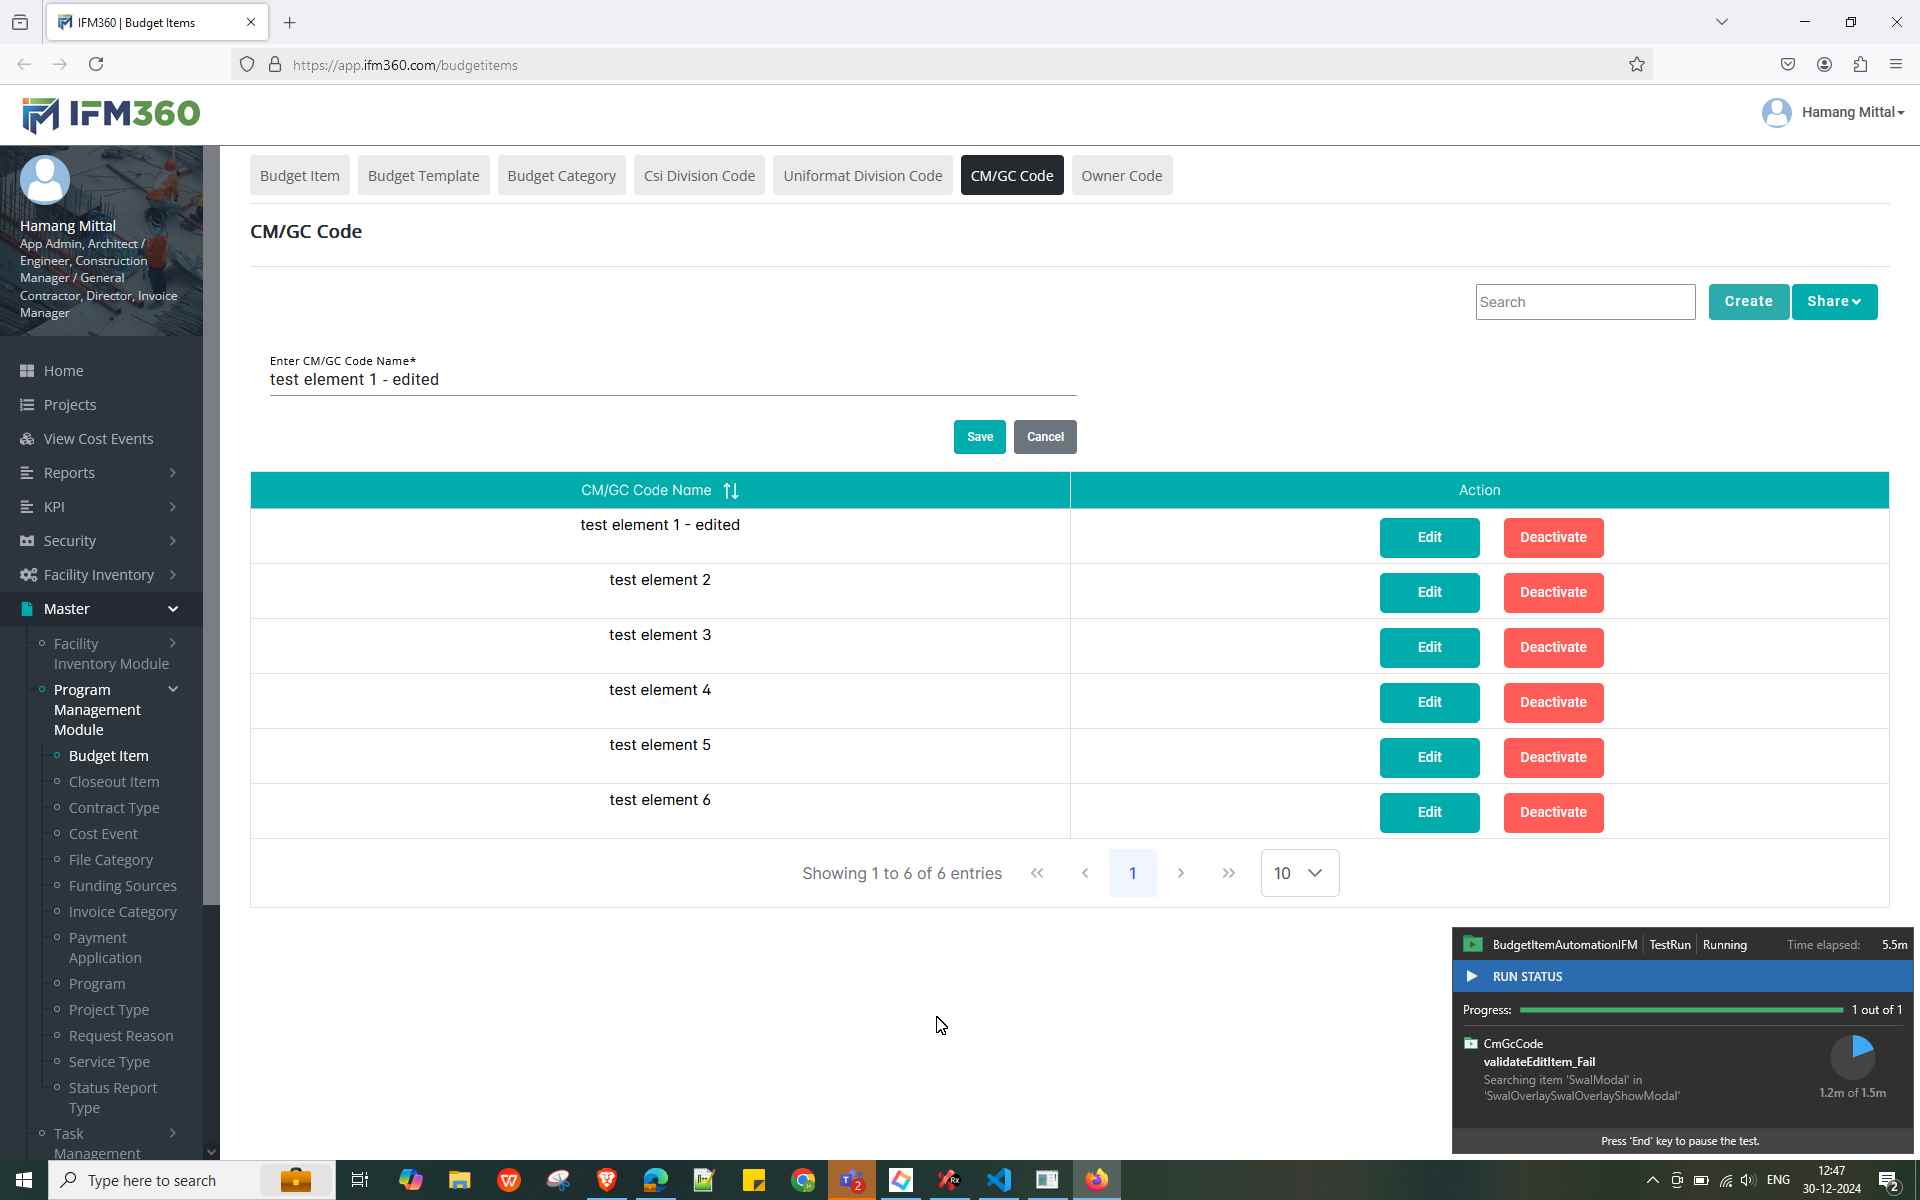 IFM360 | Budget Items
https://app.ifm360.com/budgetitems
IFM360
Hamang Mittal
Hamang Mittal
App Admin, Architect /
Engineer, Construction
Manager / General
Contractor, Director, Invoice
Manager
Home
Projects
View Cost Events
Reports
KPI
Security
Facility Inventory
Master
Facility
Inventory Module
Program
Management
Module
Budget Item
Closeout Item
Contract Type
Cost Event
File Category
Funding Sources
Invoice Category
Payment
Application
Program
Project Type
Request Reason
Service Type
Status Report
Type
Task
Management
Budget Item
Budget Template
Budget Category
Csi Division Code
Uniformat Division Code
CM/GC Code
Owner Code
CM/GC Code
Search
Create
Share
Enter CM/GC Code Name*
test element 1 - edited
Save
Cancel
CM/GC Code Name
Action
test element 1 - edited
Edit
Deactivate
test element 2
Edit
Deactivate
test element 3
Edit
Deactivate
test element 4
Edit
Deactivate
test element 5
Edit
Deactivate
test element 6
Edit
Deactivate
Showing 1 to 6 of 6 entries
1
10
BudgetItemAutomationIFM
TestRun
Running
Time elapsed:
5.5m
RUN STATUS
Progress:
1 out of 1
CmGcCode
validateEditItem_Fail
Searching item 'SwalModal' in
'SwalOverlaySwalOverlayShowModal'
1.2m of 1.5m
Press 'End' key to pause the test.
Type here to search
ENG
12:47
30-12-2024
2
2